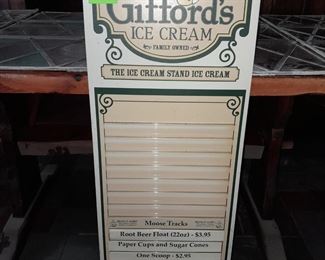 Gifford's
ICE CREAM
FAMILY OWNED
THE ICE CREAM STAND ICE CREAM
Moose Tracks
Root Beer Float (22oz) - $3.95
Paper Cups and Sugar Cones
One Scoop - $2.95